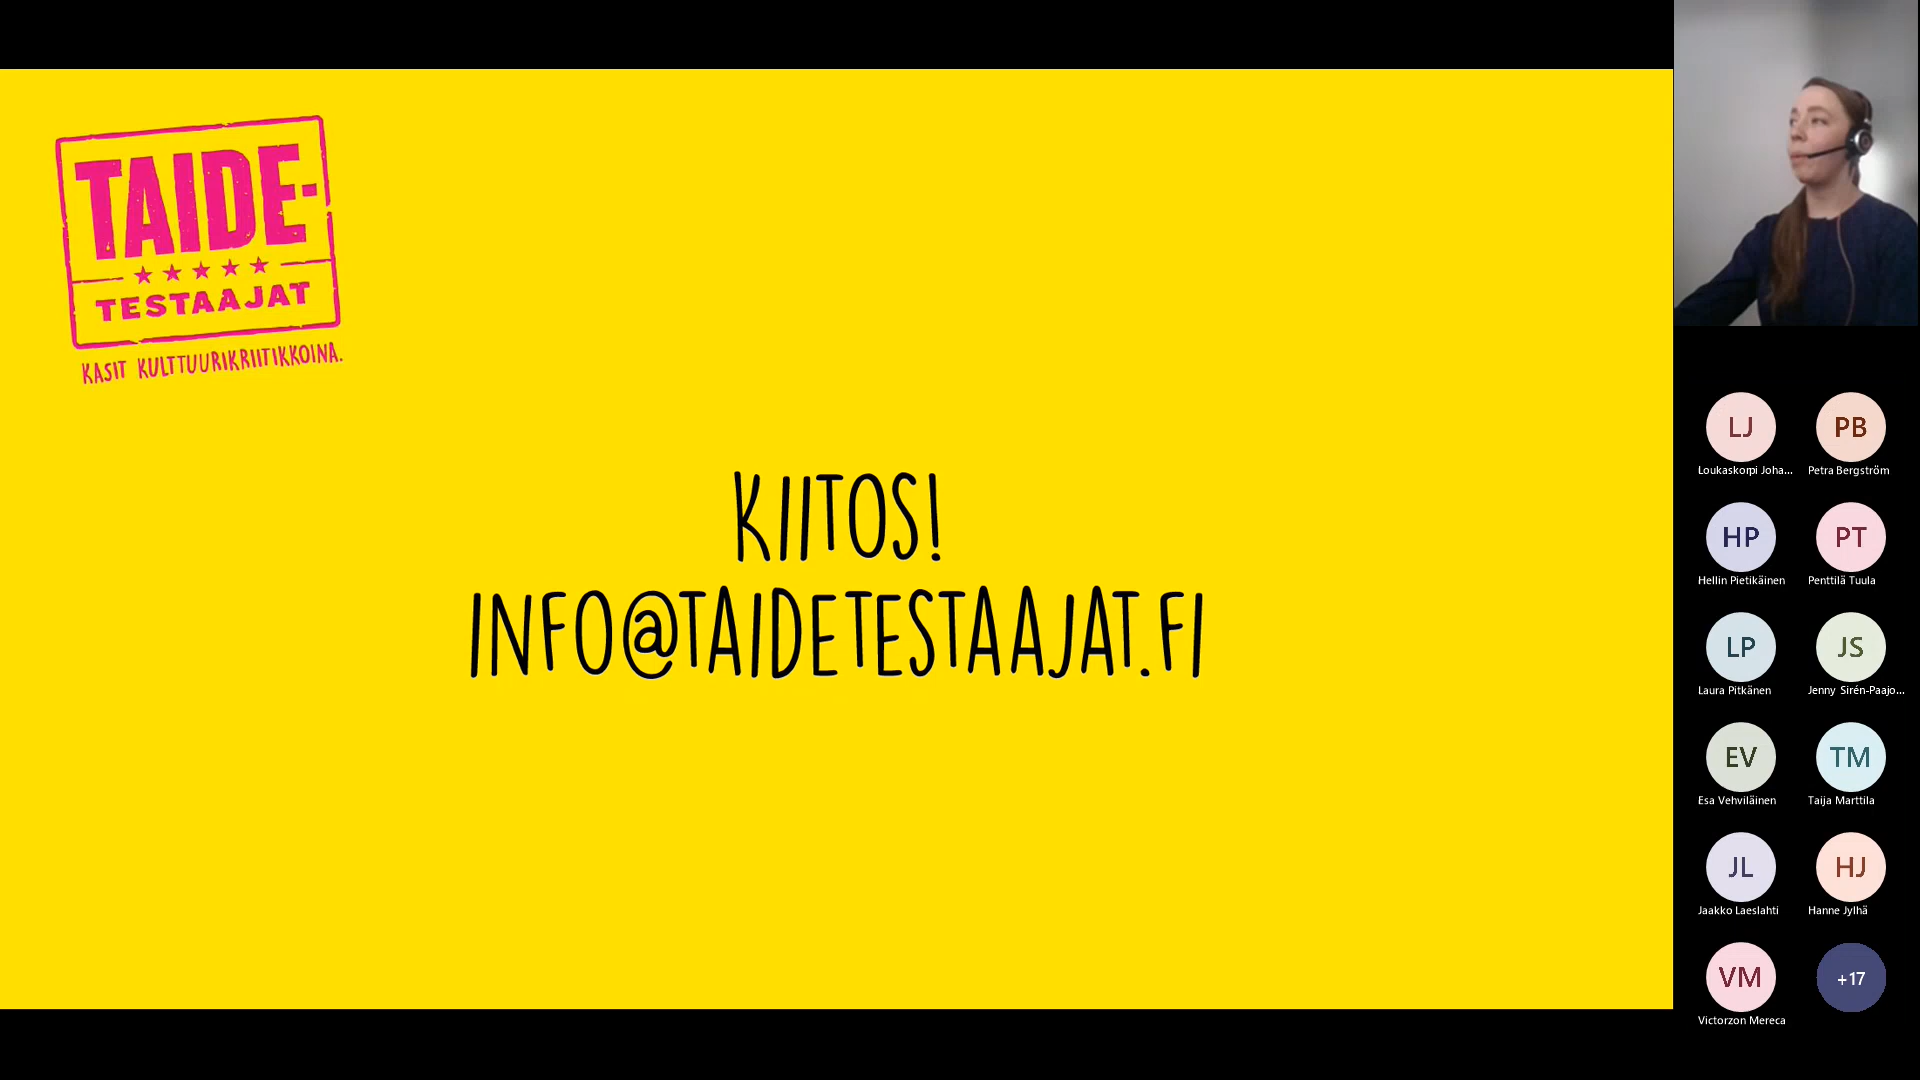 TAIDE-
TESTAAJAT
KASIT KULTTUURIKRIITIKKOINA.
KIITOS!
INFO@TAIDETESTAAJAT.FI
LJ
PB
Loukaskorpi Joha...
Petra Bergström
HP
PT
Hellin Pietikäinen
Penttilä Tuula
LP
JS
Laura Pitkänen
Jenny Sirén-Paajo...
EV
TM
Esa Vehviläinen
Taija Marttila
JL
HJ
Jaakko Laeslahti
Hanne Jylhä
VM
+17
Victorzon Mereca